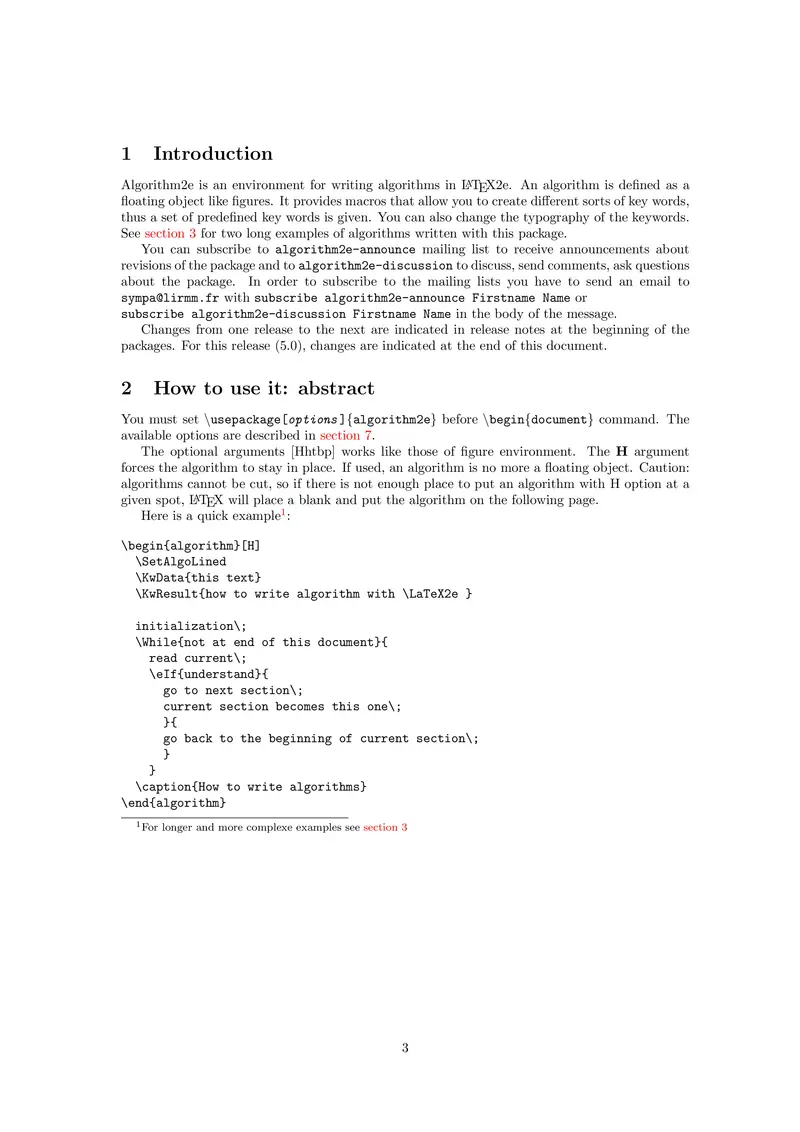 1 Introduction
Algorithm2e is an environment for writing algorithms in LATEX2e. An algorithm is defined as a
floating object like figures. It provides macros that allow you to create different sorts of key words,
thus a set of predefined key words is given. You can also change the typography of the keywords.
See section 3 for two long examples of algorithms written with this package.
You can subscribe to algorithm2e-announce mailing list to receive announcements about
revisions of the package and to algorithm2e-discussion to discuss, send comments, ask questions
about the package. In order to subscribe to the mailing lists you have to send an email to
sympa@lirmm.fr with subscribe algorithm2e-announce Firstname Name or
subscribe algorithm2e-discussion Firstname Name in the body of the message.
Changes from one release to the next are indicated in release notes at the beginning of the
packages. For this release (5.0), changes are indicated at the end of this document.
2 How to use it: abstract
You must set \usepackage[options]{algorithm2e} before \begin{document} command. The
available options are described in section 7.
The optional arguments [Hhtbp] works like those of figure environment. The H argument
forces the algorithm to stay in place. If used, an algorithm is no more a floating object. Caution:
algorithms cannot be cut, so if there is not enough place to put an algorithm with H option at a
given spot, LATEX will place a blank and put the algorithm on the following page.
Here is a quick example1:
\begin{algorithm}[H]
\SetAlgoLined
\KwData{this text}
\KwResult{how to write algorithm with \LaTeX2e }
initialization\;
\While{not at end of this document}{
read current\;
\eIf{understand}{
go to next section\;
current section becomes this one\;
}{
go back to the beginning of current section\;
}
}
\caption{How to write algorithms}
\end{algorithm}
1For longer and more complexe examples see section 3
3